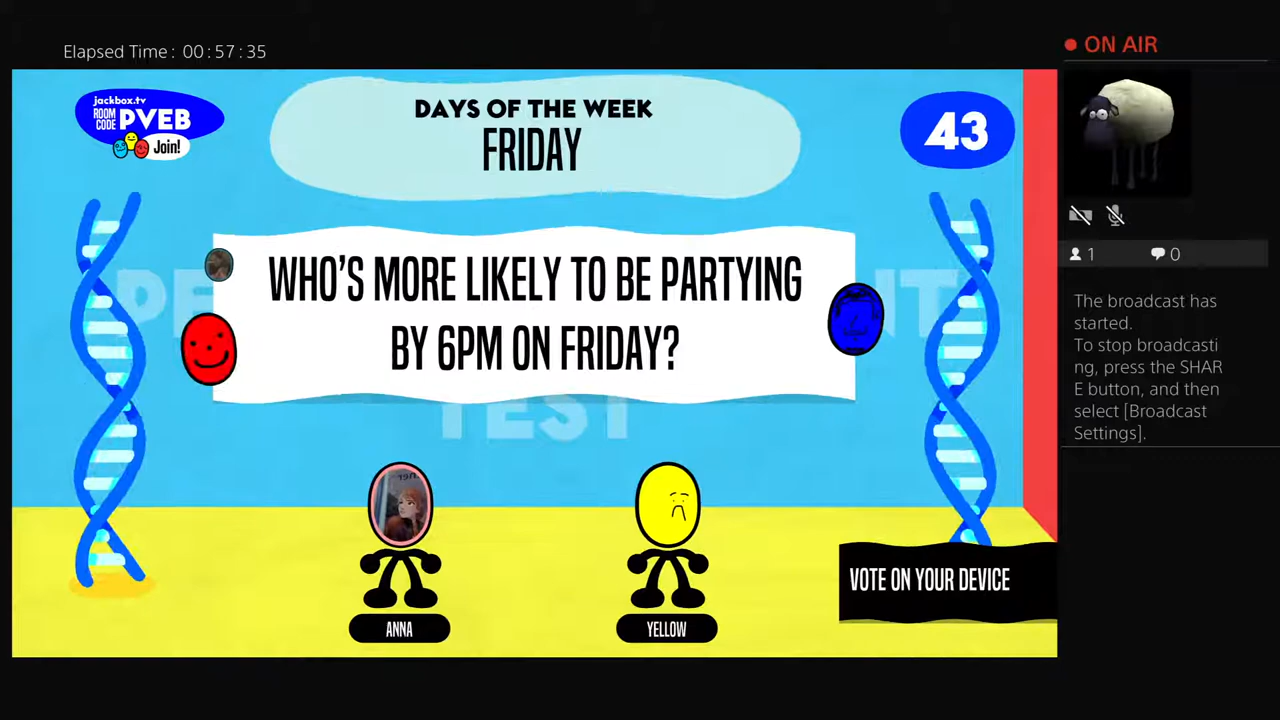 Elapsed Time: 00:57:35
ON AIR
jackbox.tv
ROOM CODE PVEB
Join!
DAYS OF THE WEEK
FRIDAY
43
WHO'S MORE LIKELY TO BE PARTYING
BY 6PM ON FRIDAY?
TEST
ANNA
YELLOW
VOTE ON YOUR DEVICE
1
0
The broadcast has
started.
To stop broadcasti
ng, press the SHAR
E button, and then
select [Broadcast
Settings].